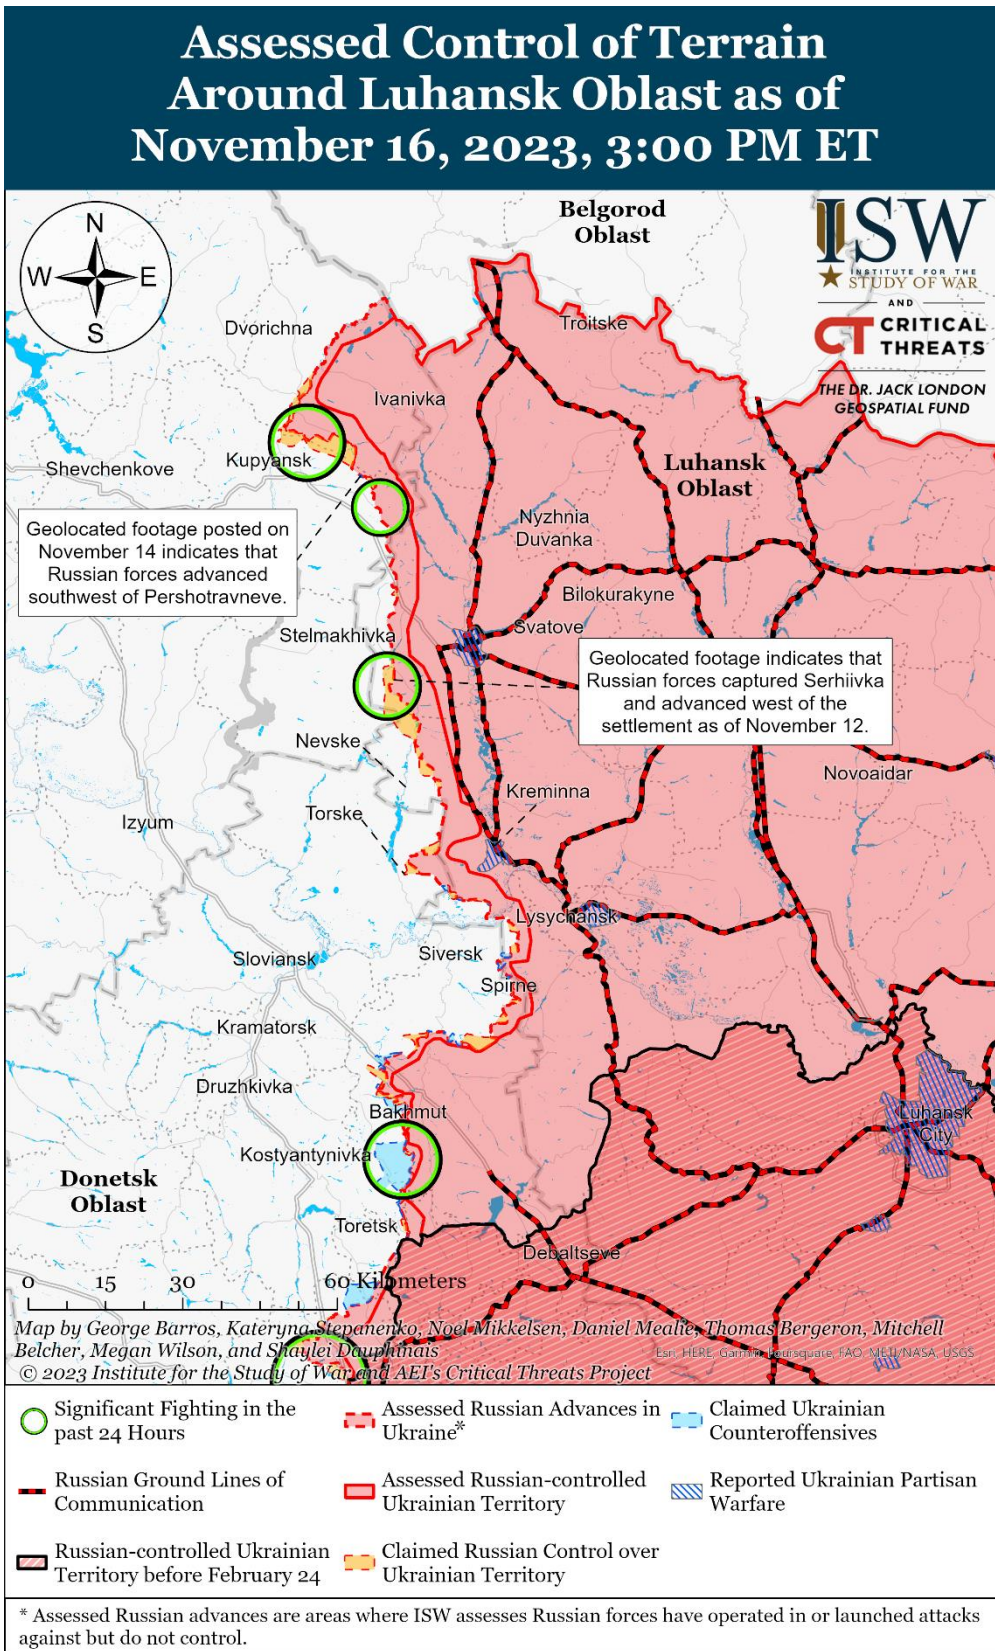 Assessed Control of Terrain
Around Luhansk Oblast as of
November 16, 2023, 3:00 PM ET
N
W
E
S
Belgorod
Oblast
ISW
INSTITUTE FOR THE
STUDY OF WAR
AND
CT CRITICAL
THREATS
THE DR. JACK LONDON
GEOSPATIAL FUND
Dvorichna
Troitske
Ivanivka
Shevchenkove
Kupyansk
Luhansk
Oblast
Geolocated footage posted on
November 14 indicates that
Russian forces advanced
southwest of Pershotravneve.
Nyzhnia
Duvanka
Bilokurakyne
Svatove
Stelmakhivka
Geolocated footage indicates that
Russian forces captured Serhiivka
and advanced west of the
settlement as of November 12.
Nevske
Novoaidar
Kreminna
Torske
Izyum
Lysychansk
Siversk
Sloviansk
Spirne
Kramatorsk
Druzhkivka
Bakhmut
Luhansk
City
Kostyantynivka
Donetsk
Oblast
Toretsk
Debaltseve
0 15 30 60 Kilometers
Map by George Barros, Kateryna Stepanenko, Noel Mikkelsen, Daniel Mealie, Thomas Bergeron, Mitchell
Belcher, Megan Wilson, and Shaylei Dauphinais
Esri, HERE, Garmin, Foursquare, FAO, METI/NASA, USGS
© 2023 Institute for the Study of War and AEI's Critical Threats Project
Significant Fighting in the
past 24 Hours
Assessed Russian Advances in
Ukraine*
Claimed Ukrainian
Counteroffensives
Russian Ground Lines of
Communication
Assessed Russian-controlled
Ukrainian Territory
Reported Ukrainian Partisan
Warfare
Russian-controlled Ukrainian
Territory before February 24
Claimed Russian Control over
Ukrainian Territory
* Assessed Russian advances are areas where ISW assesses Russian forces have operated in or launched attacks
against but do not control.